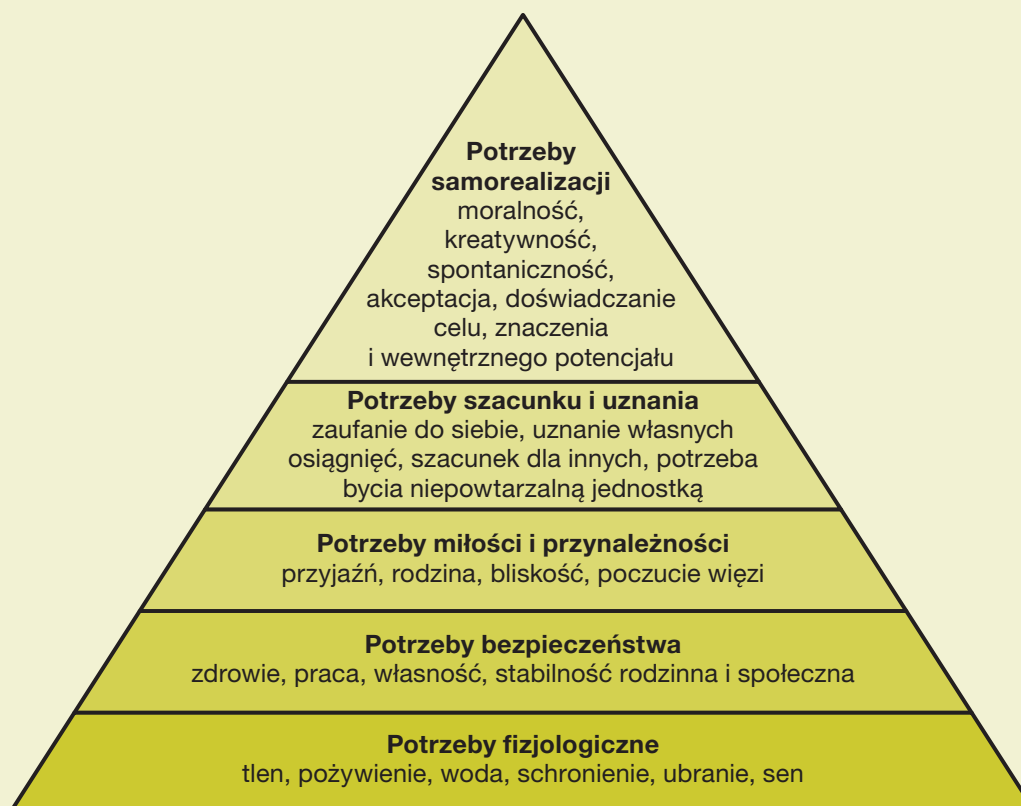 Potrzeby
samorealizacji
moralność,
kreatywność,
spontaniczność,
akceptacja, doświadczanie
celu, znaczenia
i wewnętrznego potencjału
Potrzeby szacunku i uznania
zaufanie do siebie, uznanie własnych
osiągnięć, szacunek dla innych, potrzeba
bycia niepowtarzalną jednostką
Potrzeby miłości i przynależności
przyjaźń, rodzina, bliskość, poczucie więzi
Potrzeby bezpieczeństwa
zdrowie, praca, własność, stabilność rodzinna i społeczna
Potrzeby fizjologiczne
tlen, pożywienie, woda, schronienie, ubranie, sen